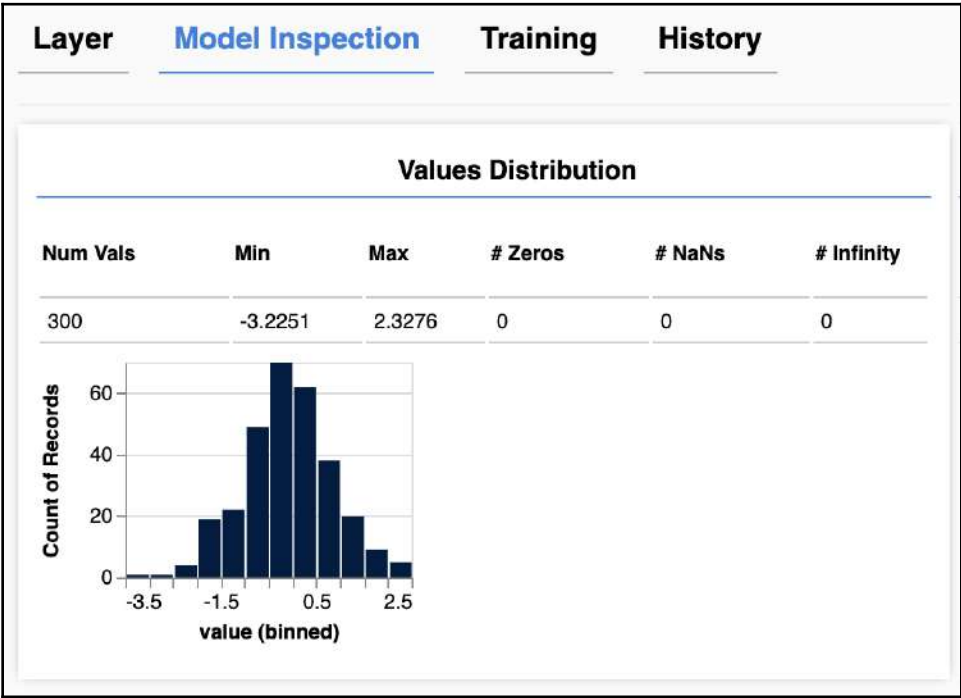 Layer Model Inspection Training History
Values Distribution
Num Vals Min Max # Zeros # NaNs # Infinity
300 -3.2251 2.3276 0 0 0
Count of Records
60
40
20
0
-3.5 -1.5 0.5 2.5
value (binned)